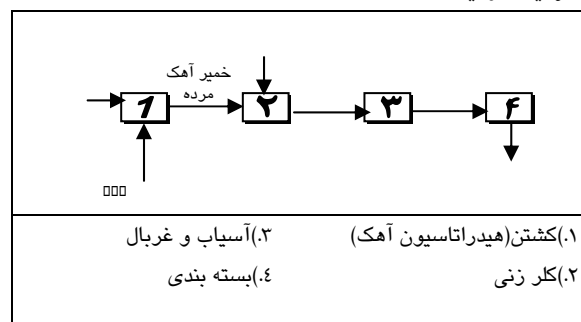 خمیر آهک
مرده
1 ۲ ۳ ۴
۱.)کشتن(هیدراتاسیون آهک) ۳.)آسیاب و غربال
۲.)کلر زنی ٤.)بسته بندی